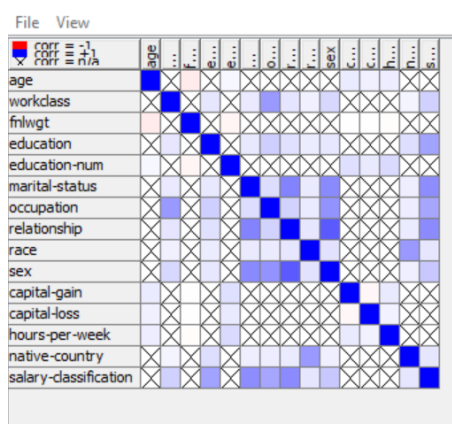 File View
corr = -1
corr = +1
corr = n/a
age ... f... e... e... ... o... r... r... sex c... c... h... n... s...
age
workclass
fnlwgt
education
education-num
marital-status
occupation
relationship
race
sex
capital-gain
capital-loss
hours-per-week
native-country
salary-classification